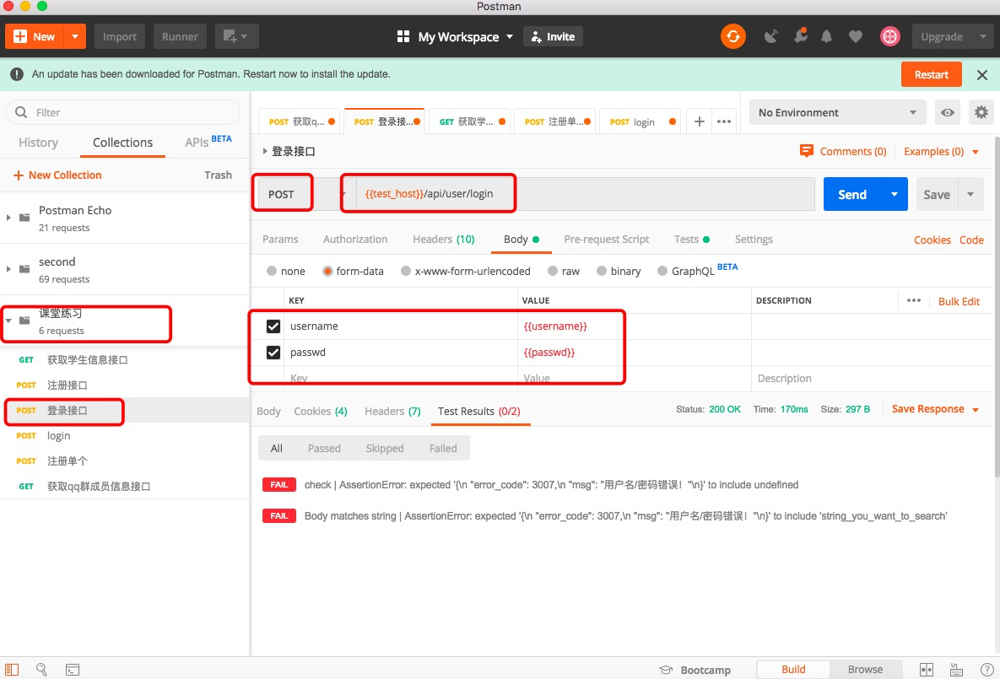 Postman
New Import Runner My Workspace Invite Upgrade
An update has been downloaded for Postman. Restart now to install the update. Restart
Filter
History Collections APIs BETA
New Collection Trash
Postman Echo
21 requests
second
69 requests
课堂练习
6 requests
GET 获取学生信息接口
POST 注册接口
POST 登录接口
POST login
POST 注册单个
GET 获取qq群成员信息接口
POST 获取q... POST 登录接... GET 获取学... POST 注册单... POST login
No Environment
登录接口 Comments (0) Examples (0)
POST {{test_host}}/api/user/login Send Save
Params Authorization Headers (10) Body Pre-request Script Tests Settings Cookies Code
none form-data x-www-form-urlencoded raw binary GraphQL BETA
KEY VALUE DESCRIPTION ••• Bulk Edit
username {{username}}
passwd {{passwd}}
Key Value Description
Body Cookies (4) Headers (7) Test Results (0/2) Status: 200 OK Time: 170ms Size: 297 B Save Response
All Passed Skipped Failed
FAIL check | AssertionError: expected '{\n "error_code": 3007,\n "msg": "用户名/密码错误！"\n}' to include undefined
FAIL Body matches string | AssertionError: expected '{\n "error_code": 3007,\n "msg": "用户名/密码错误！"\n}' to include 'string_you_want_to_search'
Bootcamp Build Browse